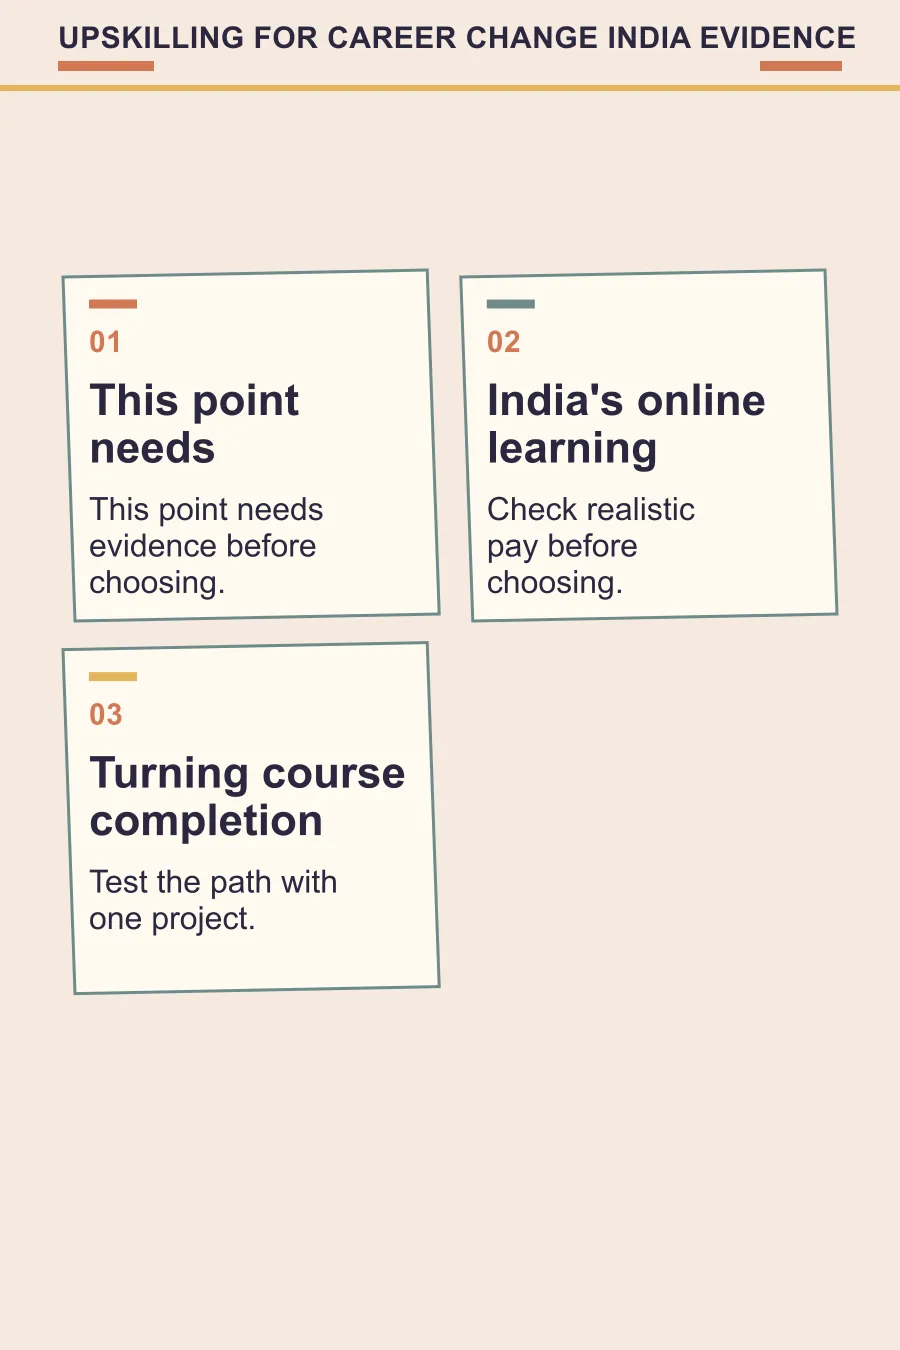 UPSKILLING FOR CAREER CHANGE INDIA EVIDENCE
01
This point
needs
This point needs
evidence before
choosing.
02
India's online
learning
Check realistic
pay before
choosing.
03
Turning course
completion
Test the path with
one project.